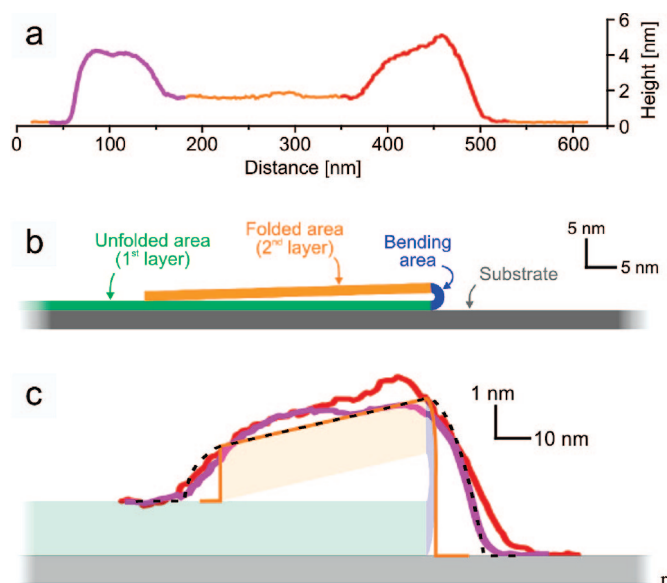 a
6
4
2
0
Height [nm]
0 100 200 300 400 500 600
Distance [nm]
b
Unfolded area
(1st layer)
Folded area
(2nd layer)
Bending
area
Substrate
5 nm
5 nm
c
1 nm
10 nm